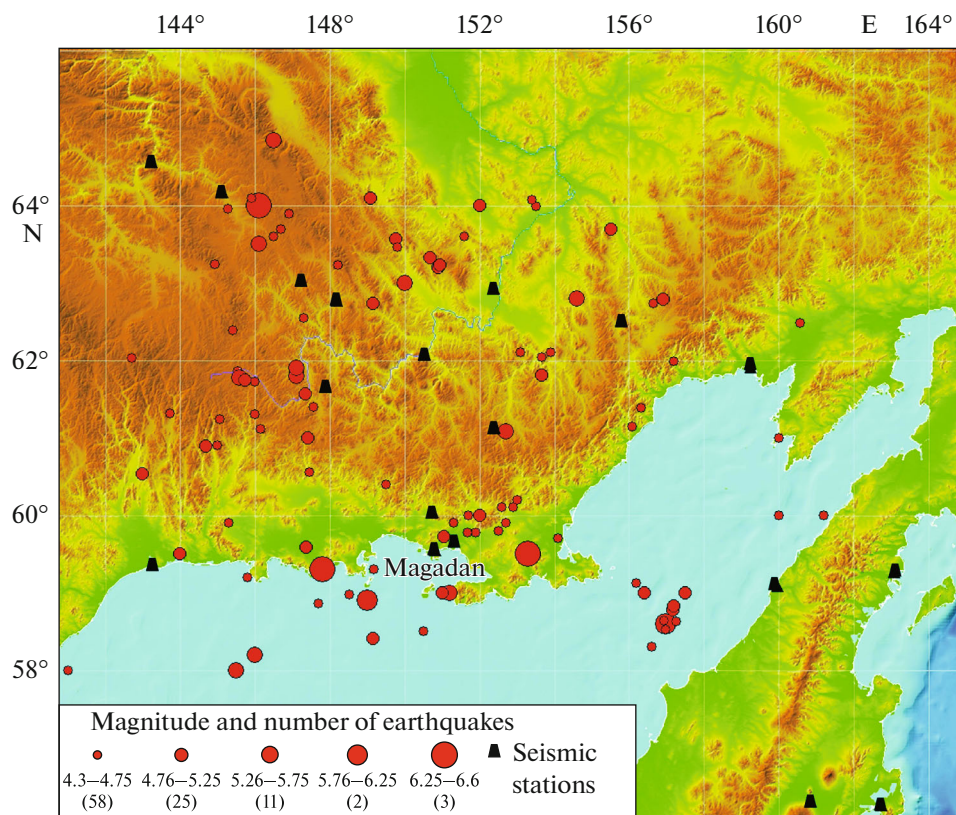 144° 148° 152° 156° 160° E 164°
64°
N
62°
60°
Magadan
58°
Magnitude and number of earthquakes
4.3–4.75 4.76–5.25 5.26–5.75 5.76–6.25 6.25–6.6
(58) (25) (11) (2) (3)
Seismic
stations